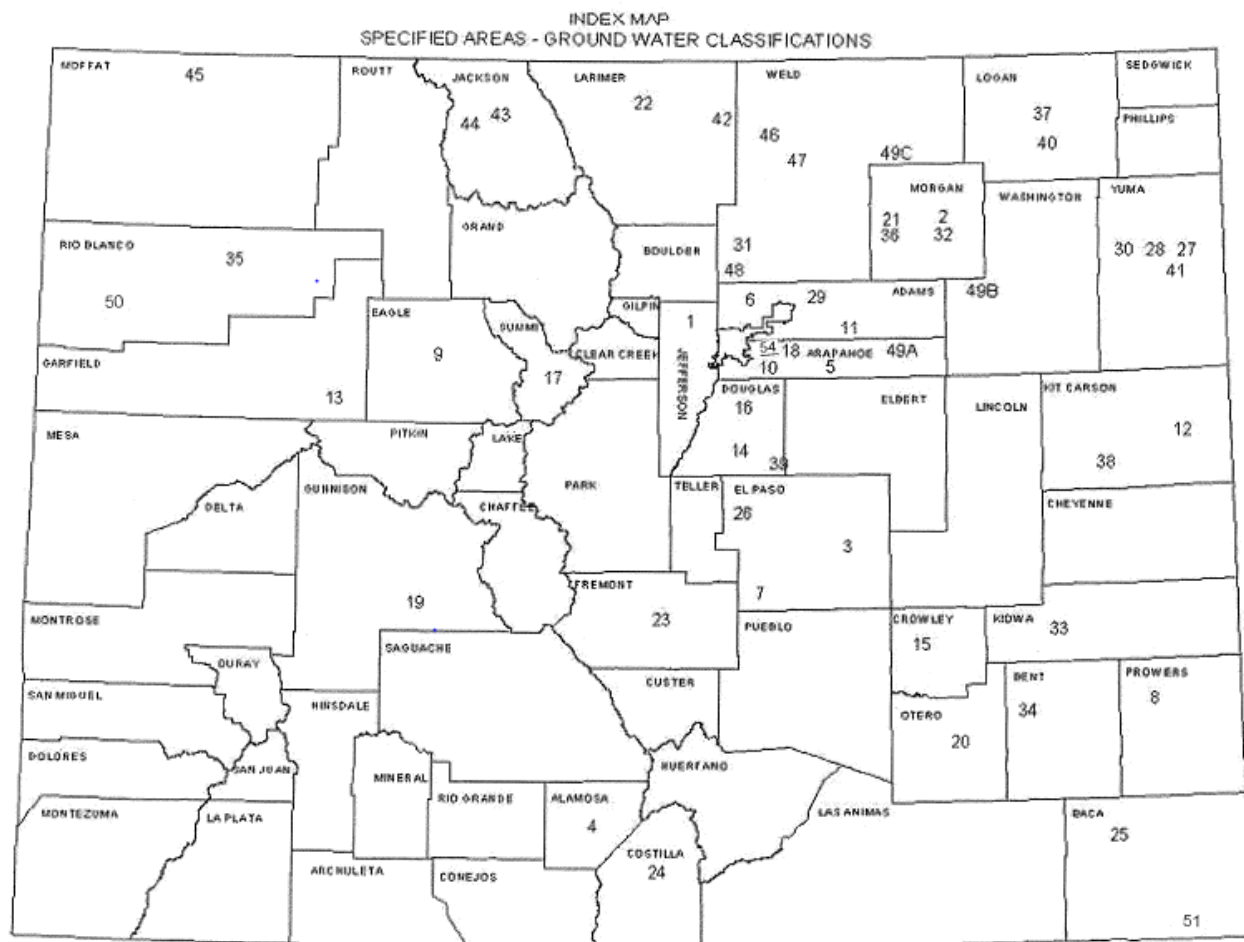 INDEX MAP
SPECIFIED AREAS - GROUND WATER CLASSIFICATIONS
MOFFAT
45
ROUTT
JACKSON
44 43
LARIMER
22
42
WELD
46
47
49C
LOGAN
37
40
SEDGWICK
PHILLIPS
MORGAN
21 2
36 32
WASHINGTON
YUMA
30 28 27
41
RIO BLANCO
35
50
GRAND
BOULDER
31
48
GILPIN
6 29 ADAMS
11
49B
EAGLE
9
SUMMIT
17
CLEAR CREEK
1
JEFFERSON
54 18 ARAPAHOE 49A
10 5
GARFIELD
13
DOUGLAS
16
14
39
ELBERT
LINCOLN
KIT CARSON
12
38
MESA
PITKIN
LAKE
PARK
TELLER
EL PASO
26
3
7
CHEYENNE
DELTA
GUNNISON
19
CHAFFEE
FREMONT
23
PUEBLO
CROWLEY
15
KIOWA
33
MONTROSE
OURAY
SAGUACHE
CUSTER
BENT
34
PROWERS
8
SAN MIGUEL
HINSDALE
OTERO
20
DOLORES
SAN JUAN
MINERAL
RIO GRANDE
ALAMOSA
4
HUERFANO
MONTEZUMA
LA PLATA
LAS ANIMAS
BACA
25
51
ARCHULETA
CONEJOS
COSTILLA
24